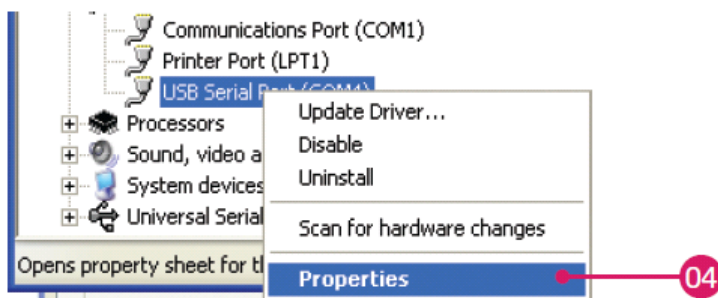 Communications Port (COM1)
Printer Port (LPT1)
USB Serial Port (COM4)
Update Driver...
Processors
Disable
Sound, video a
Uninstall
System devices
Universal Serial
Scan for hardware changes
Opens property sheet for th
Properties
04